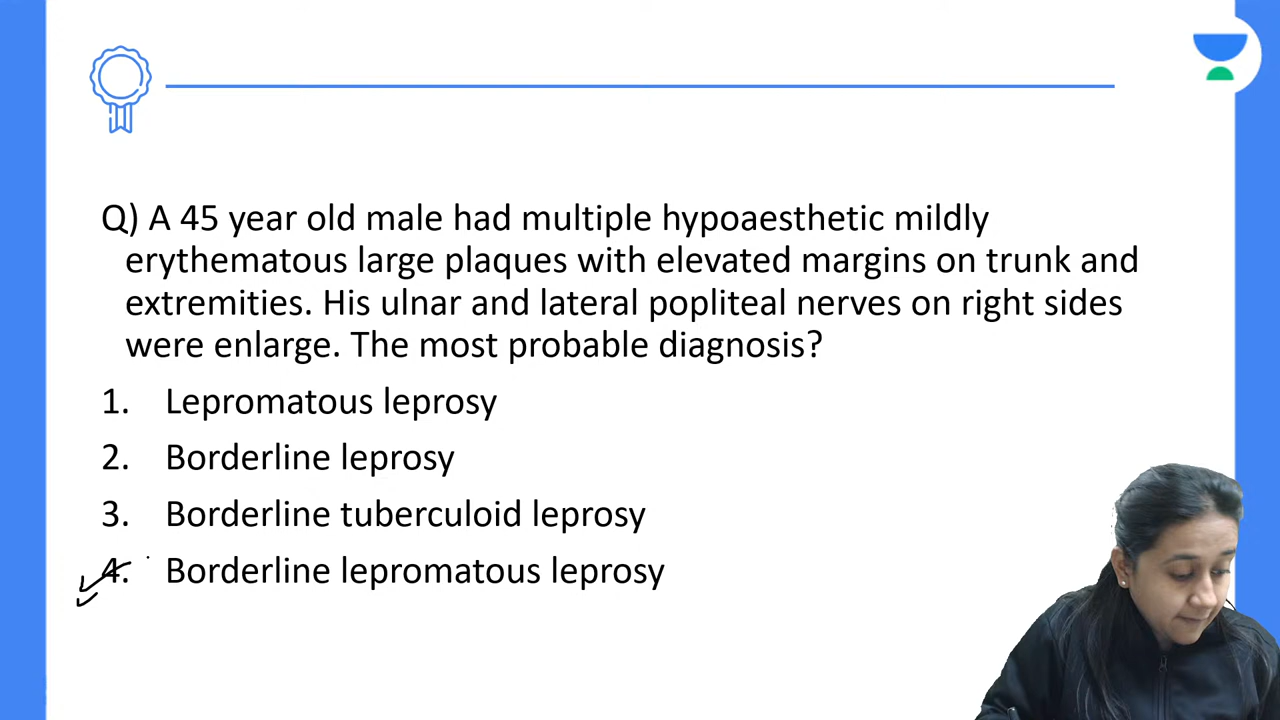 Q) A 45 year old male had multiple hypoaesthetic mildly
erythematous large plaques with elevated margins on trunk and
extremities. His ulnar and lateral popliteal nerves on right sides
were enlarge. The most probable diagnosis?
1. Lepromatous leprosy
2. Borderline leprosy
3. Borderline tuberculoid leprosy
4. Borderline lepromatous leprosy